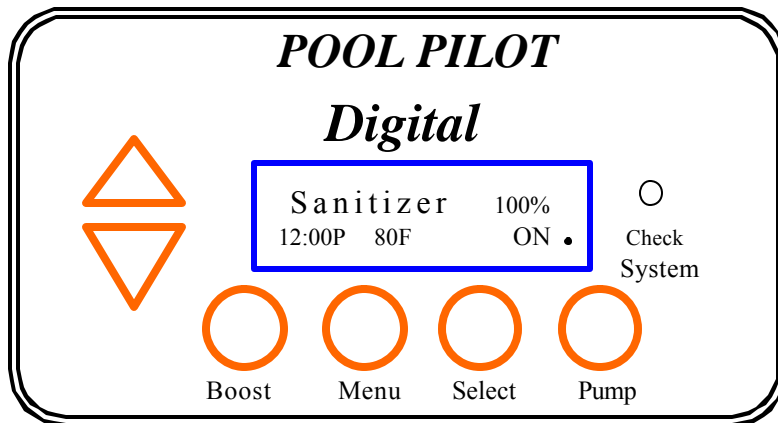 POOL PILOT
Digital
Sanitizer 100%
12:00P 80F ON .
Check
System
Boost Menu Select Pump